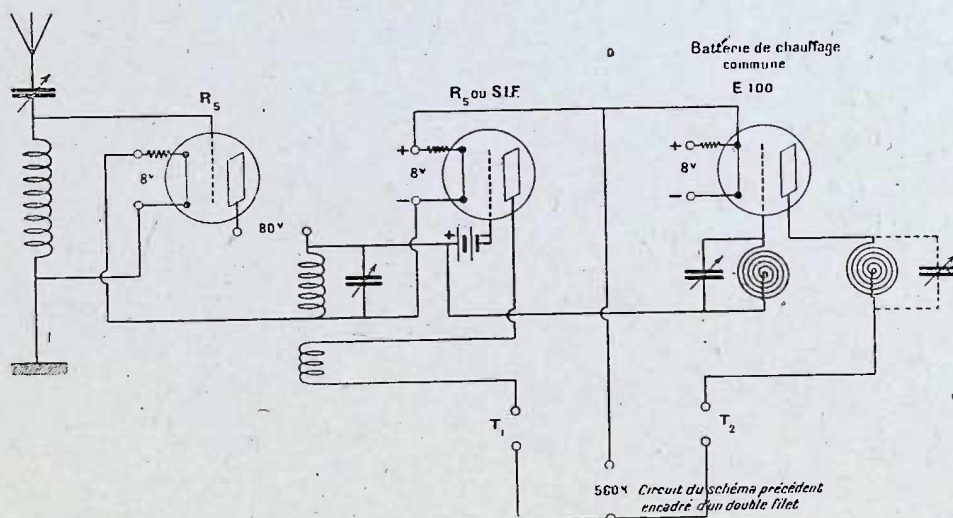 Battérie de chauffage
commune
E 100
R5
R5 ou S.I.F.
+
8v
-
8v
+
8v
-
80v
+
T1
T2
560v
Circuit du schéma précédent
encadré d'un double filet